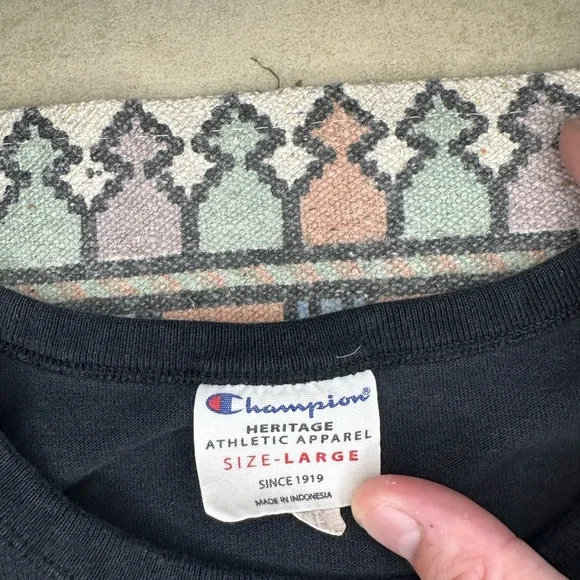 Champion®
HERITAGE
ATHLETIC APPAREL
SIZE-LARGE
SINCE 1919
MADE IN INDONESIA